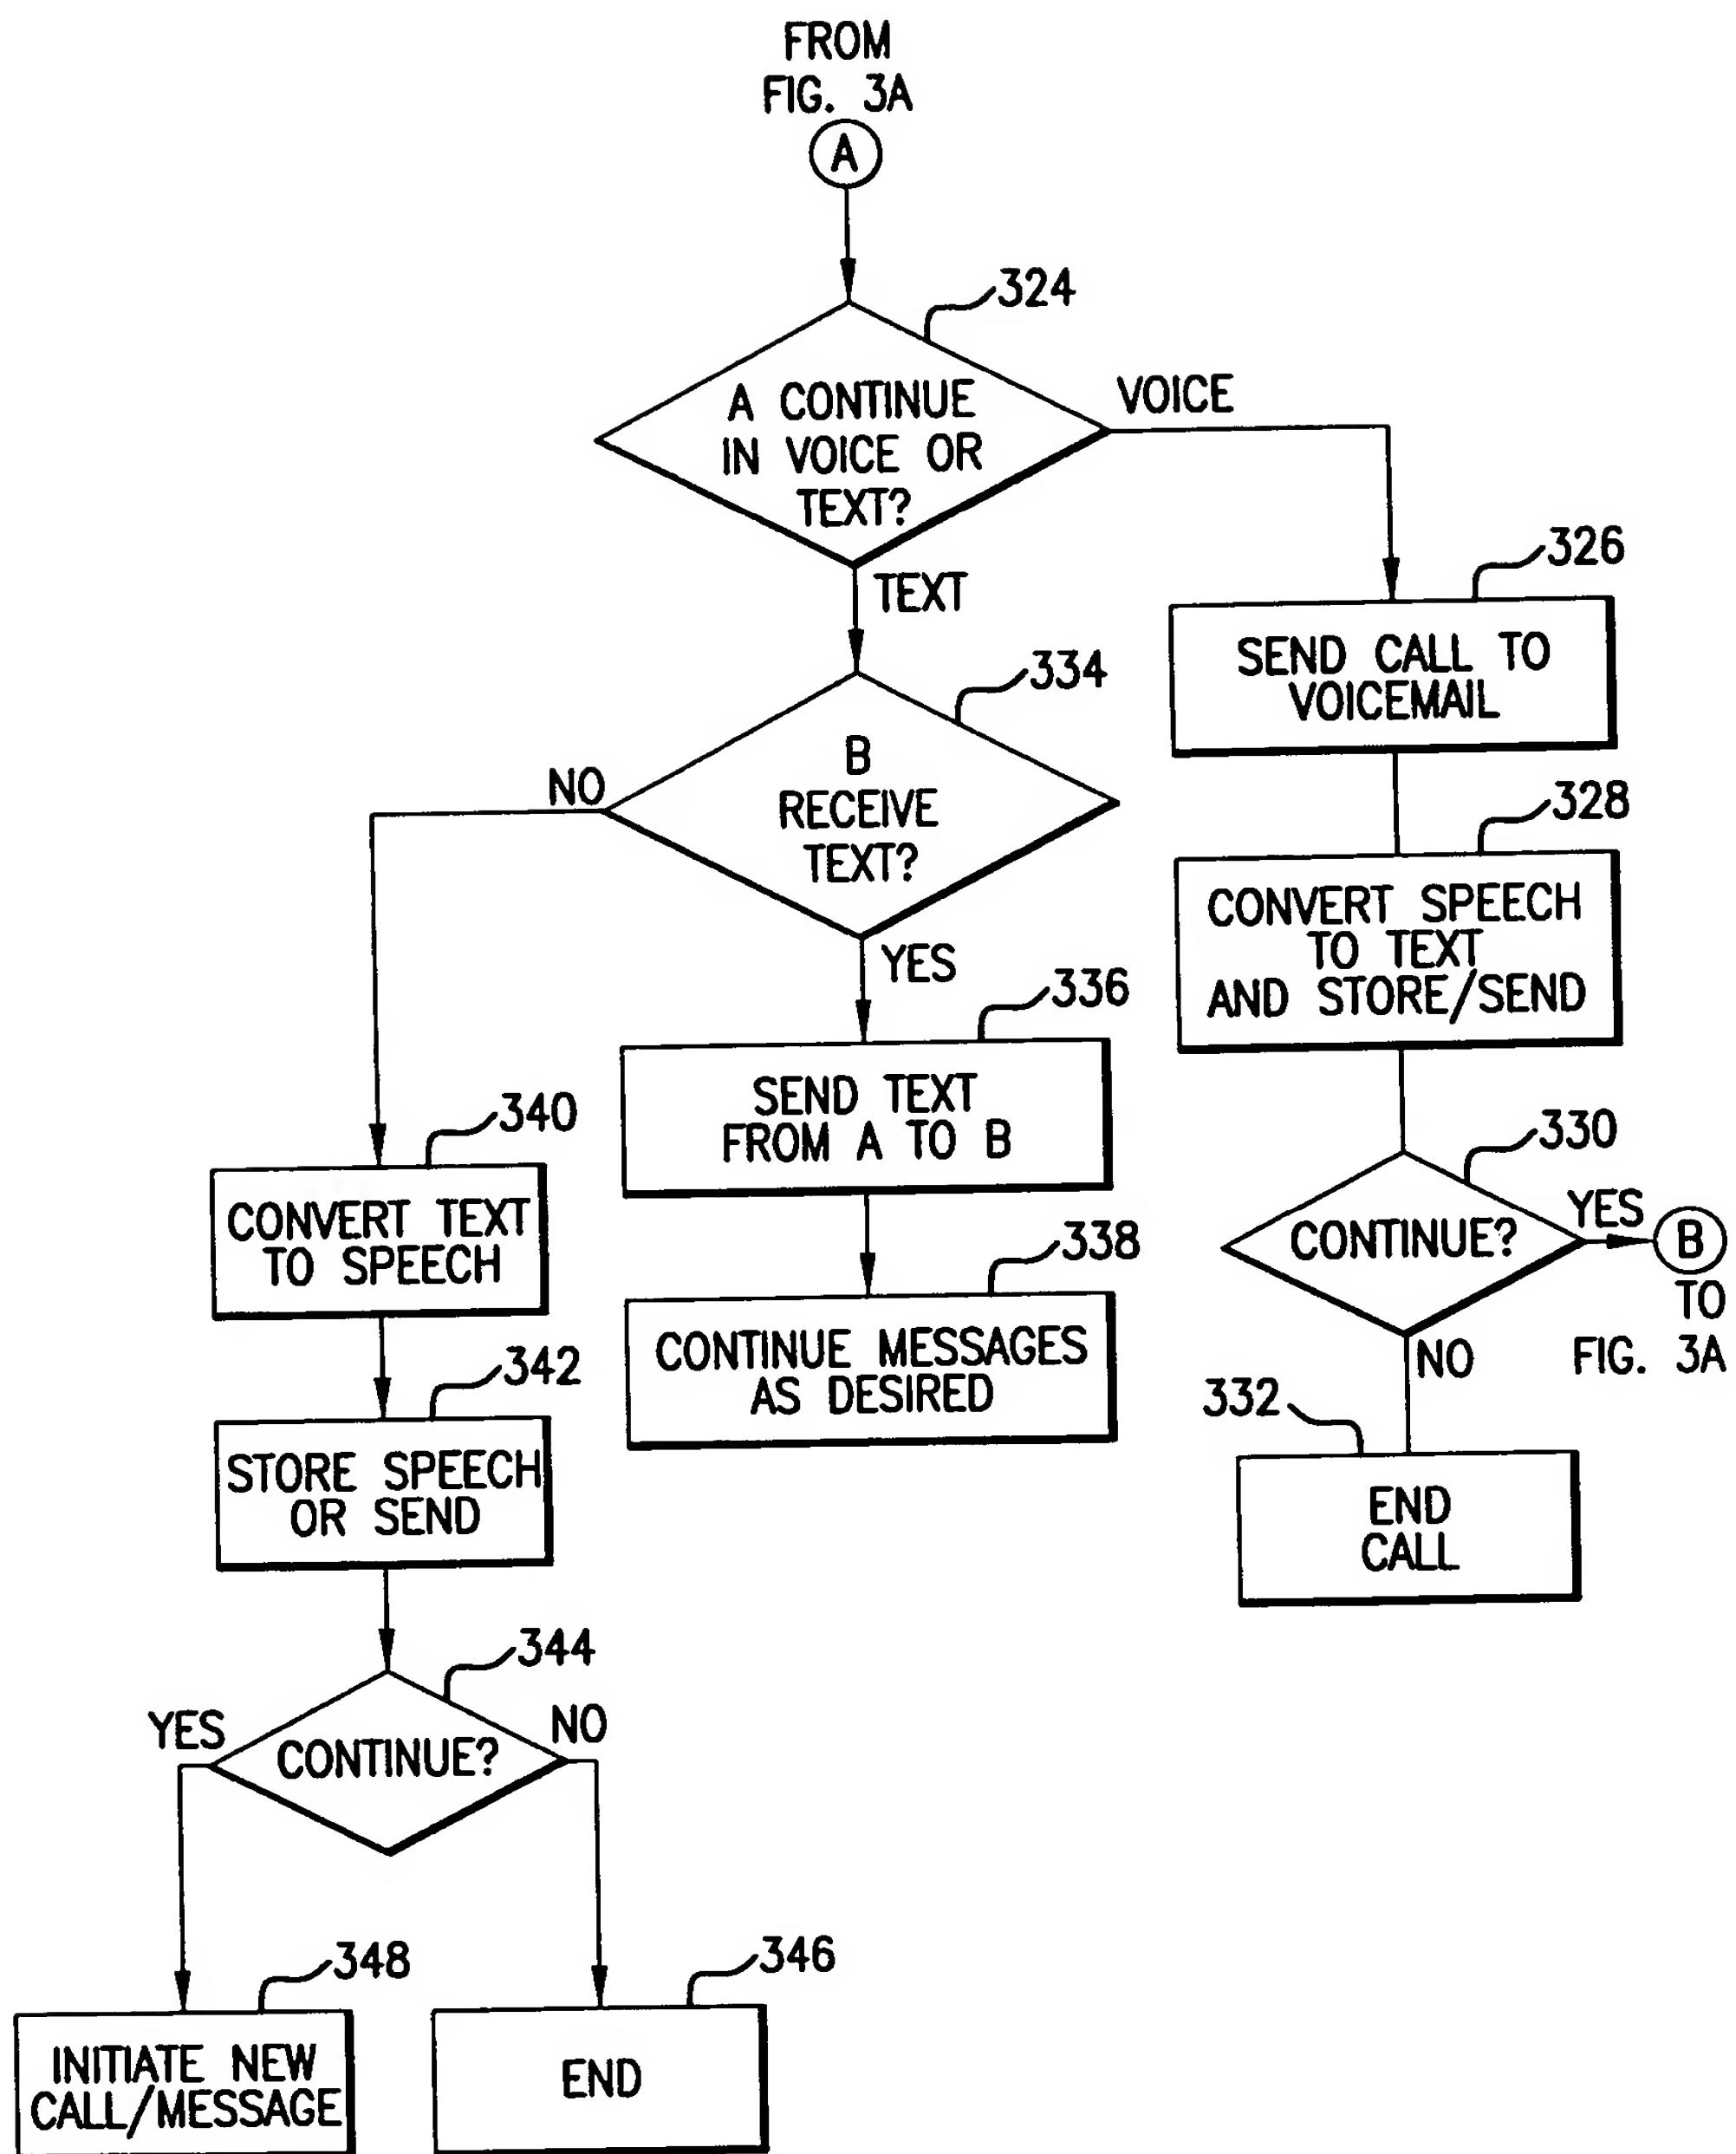 FROM
FIG. 3A
A
324
A CONTINUE
IN VOICE OR
TEXT?
VOICE
TEXT
326
SEND CALL TO
VOICEMAIL
334
B
RECEIVE
TEXT?
NO
YES
328
CONVERT SPEECH
TO TEXT
AND STORE/SEND
336
SEND TEXT
FROM A TO B
340
CONVERT TEXT
TO SPEECH
330
CONTINUE?
YES
B
TO
FIG. 3A
NO
338
CONTINUE MESSAGES
AS DESIRED
332
END
CALL
342
STORE SPEECH
OR SEND
344
CONTINUE?
YES
NO
348
INITIATE NEW
CALL/MESSAGE
346
END